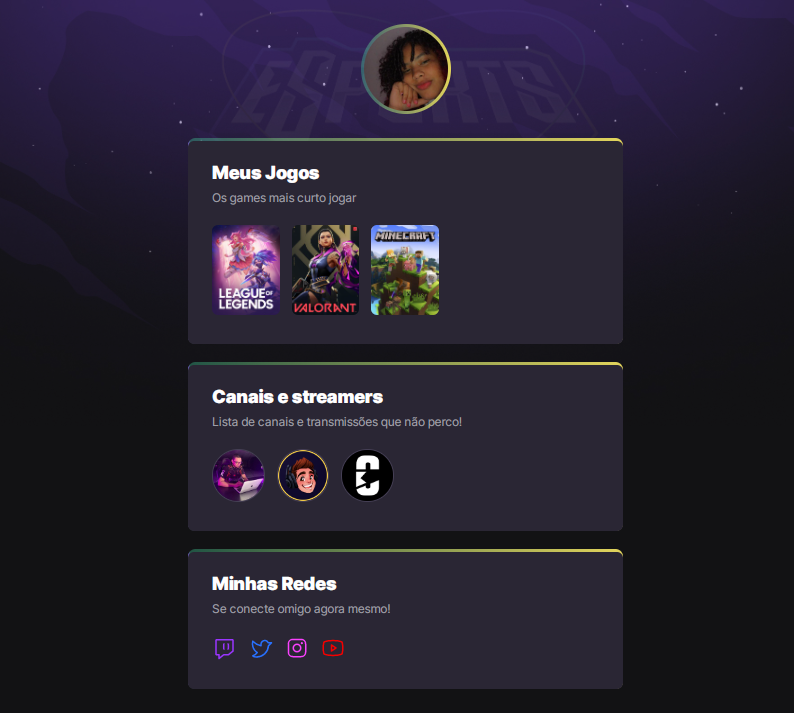 ESPORTS
Meus Jogos
Os games mais curto jogar
LEAGUE OF
LEGENDS
VALORANT
MINECRAFT
Canais e streamers
Lista de canais e transmissões que não perco!
Minhas Redes
Se conecte omigo agora mesmo!